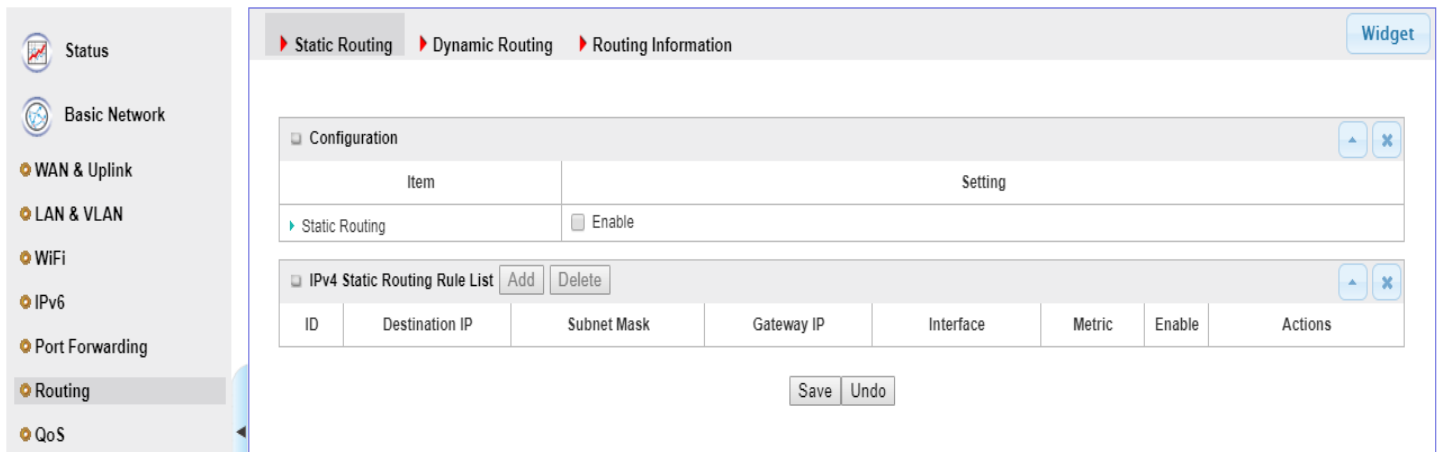 Status
Basic Network
WAN & Uplink
LAN & VLAN
WiFi
IPv6
Port Forwarding
Routing
QoS
Static Routing Dynamic Routing Routing Information Widget
Configuration
Item Setting
Static Routing Enable
IPv4 Static Routing Rule List Add Delete
ID Destination IP Subnet Mask Gateway IP Interface Metric Enable Actions
Save Undo